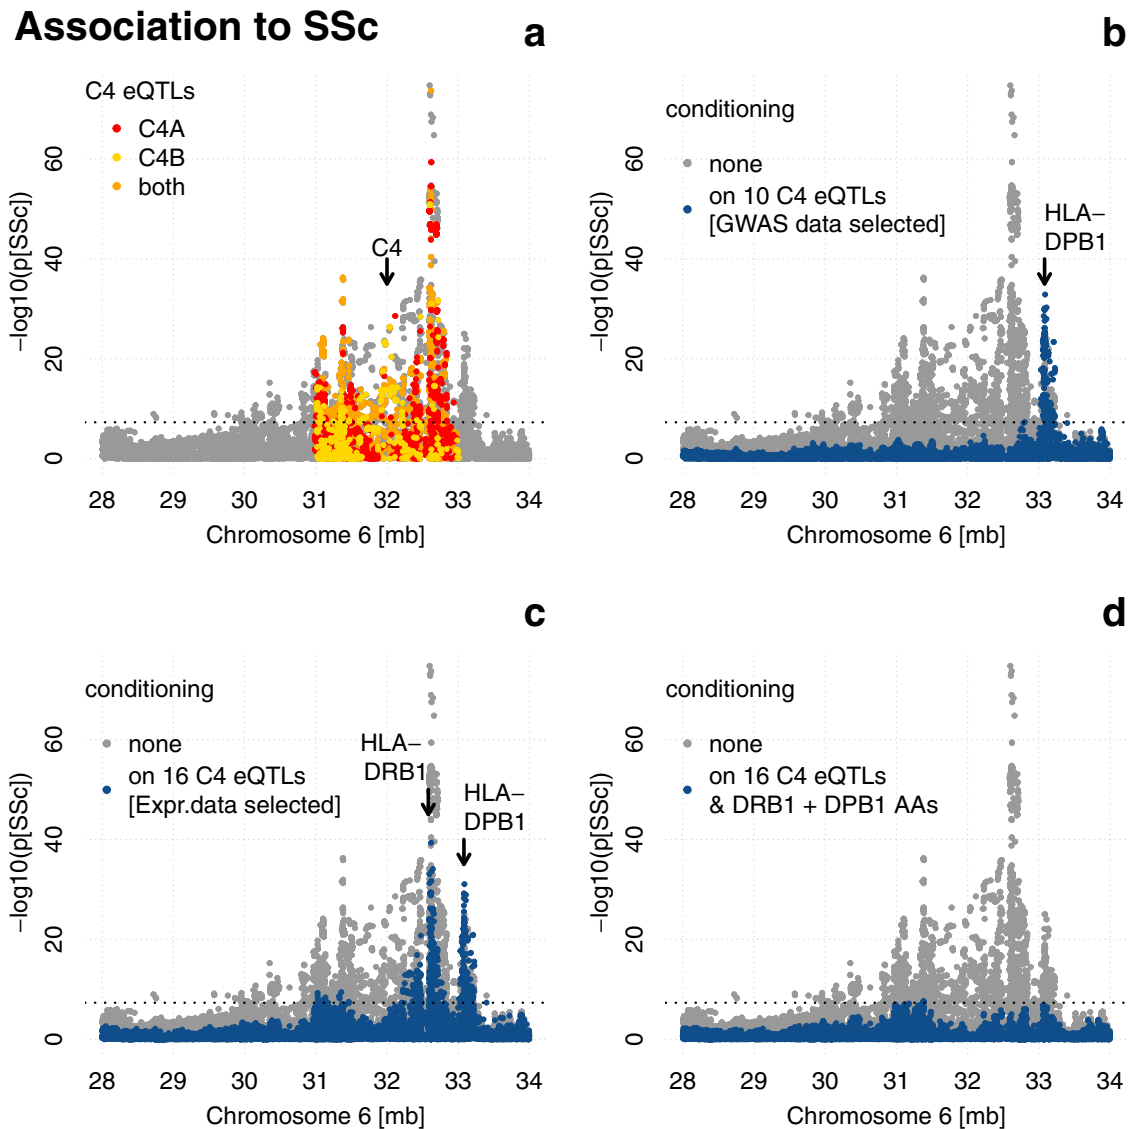 Association to SSc
a
C4 eQTLs
C4A
C4B
both
C4
−log10(p[SSc])
0
20
40
60
28 29 30 31 32 33 34
Chromosome 6 [mb]
b
conditioning
none
on 10 C4 eQTLs
[GWAS data selected]
HLA−
DPB1
−log10(p[SSc])
0
20
40
60
28 29 30 31 32 33 34
Chromosome 6 [mb]
c
conditioning
none
on 16 C4 eQTLs
[Expr.data selected]
HLA−
DRB1
HLA−
DPB1
−log10(p[SSc])
0
20
40
60
28 29 30 31 32 33 34
Chromosome 6 [mb]
d
conditioning
none
on 16 C4 eQTLs
& DRB1 + DPB1 AAs
−log10(p[SSc])
0
20
40
60
28 29 30 31 32 33 34
Chromosome 6 [mb]